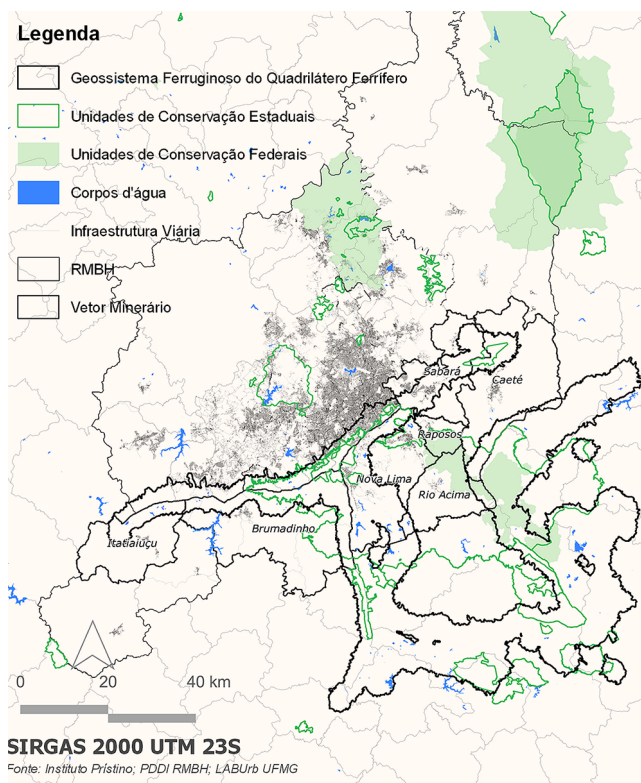 Legenda
Geossistema Ferruginoso do Quadrilátero Ferrífero
Unidades de Conservação Estaduais
Unidades de Conservação Federais
Corpos d'água
Infraestrutura Viária
RMBH
Vetor Minerário
Sabará
Caeté
Raposos
Nova Lima
Rio Acima
Brumadinho
Itatiaiuçu
0 20 40 km
SIRGAS 2000 UTM 23S
Fonte: Instituto Prístino; PDDI RMBH; LABUrb UFMG